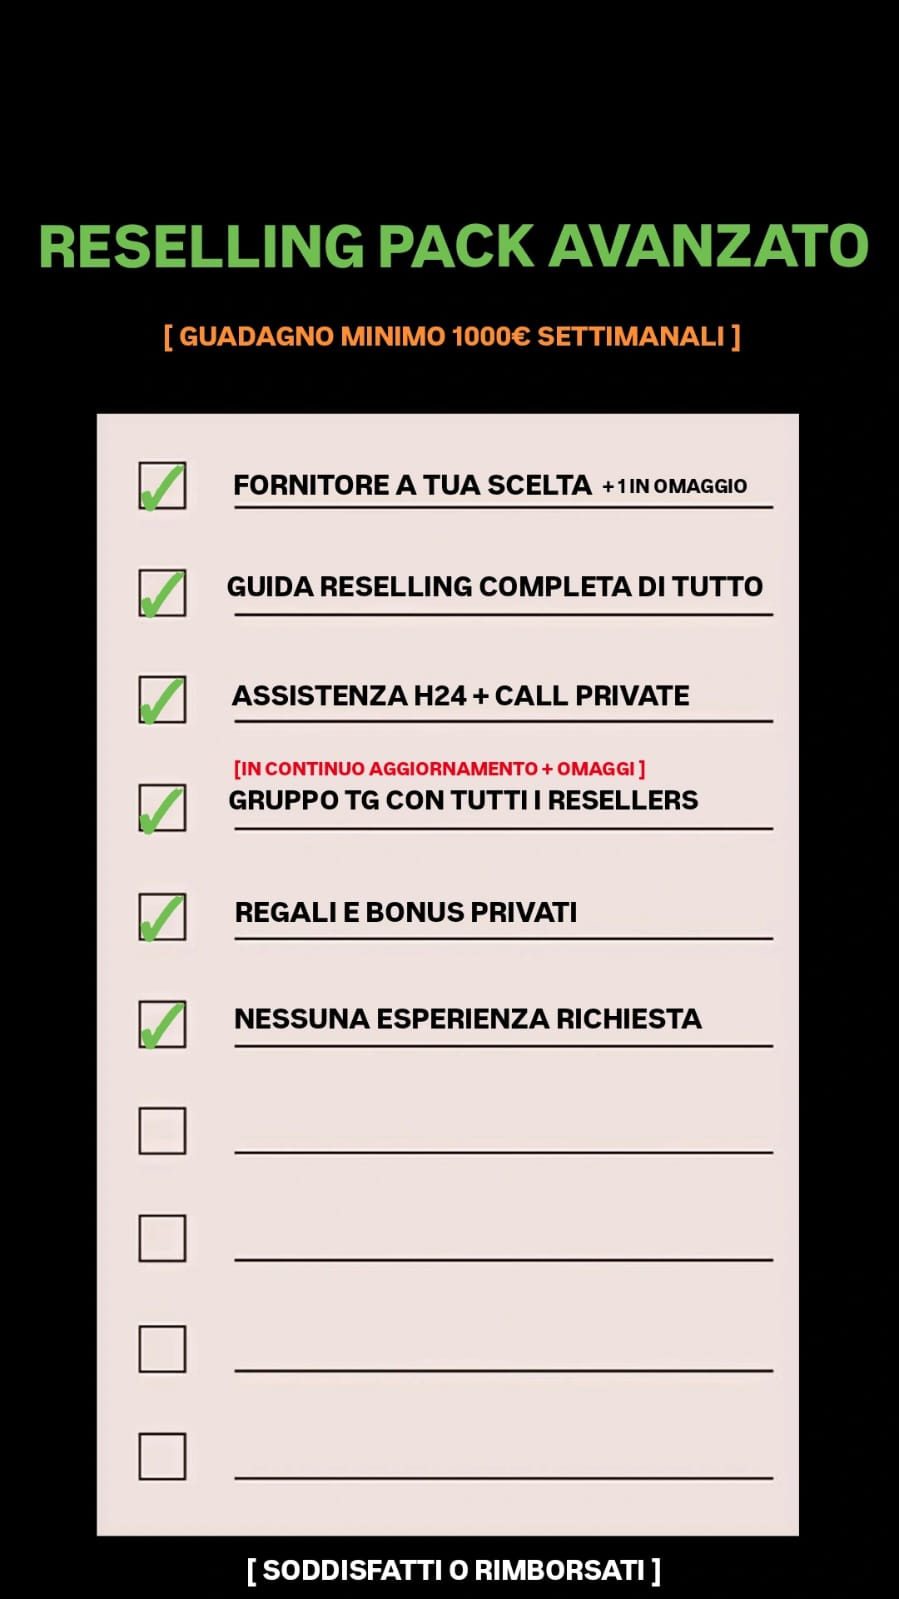 RESELLING PACK AVANZATO
[ GUADAGNO MINIMO 1000€ SETTIMANALI ]
FORNITORE A TUA SCELTA + 1 IN OMAGGIO
GUIDA RESELLING COMPLETA DI TUTTO
ASSISTENZA H24 + CALL PRIVATE
[IN CONTINUO AGGIORNAMENTO + OMAGGI ]
GRUPPO TG CON TUTTI I RESELLERS
REGALI E BONUS PRIVATI
NESSUNA ESPERIENZA RICHIESTA
[ SODDISFATTI O RIMBORSATI ]